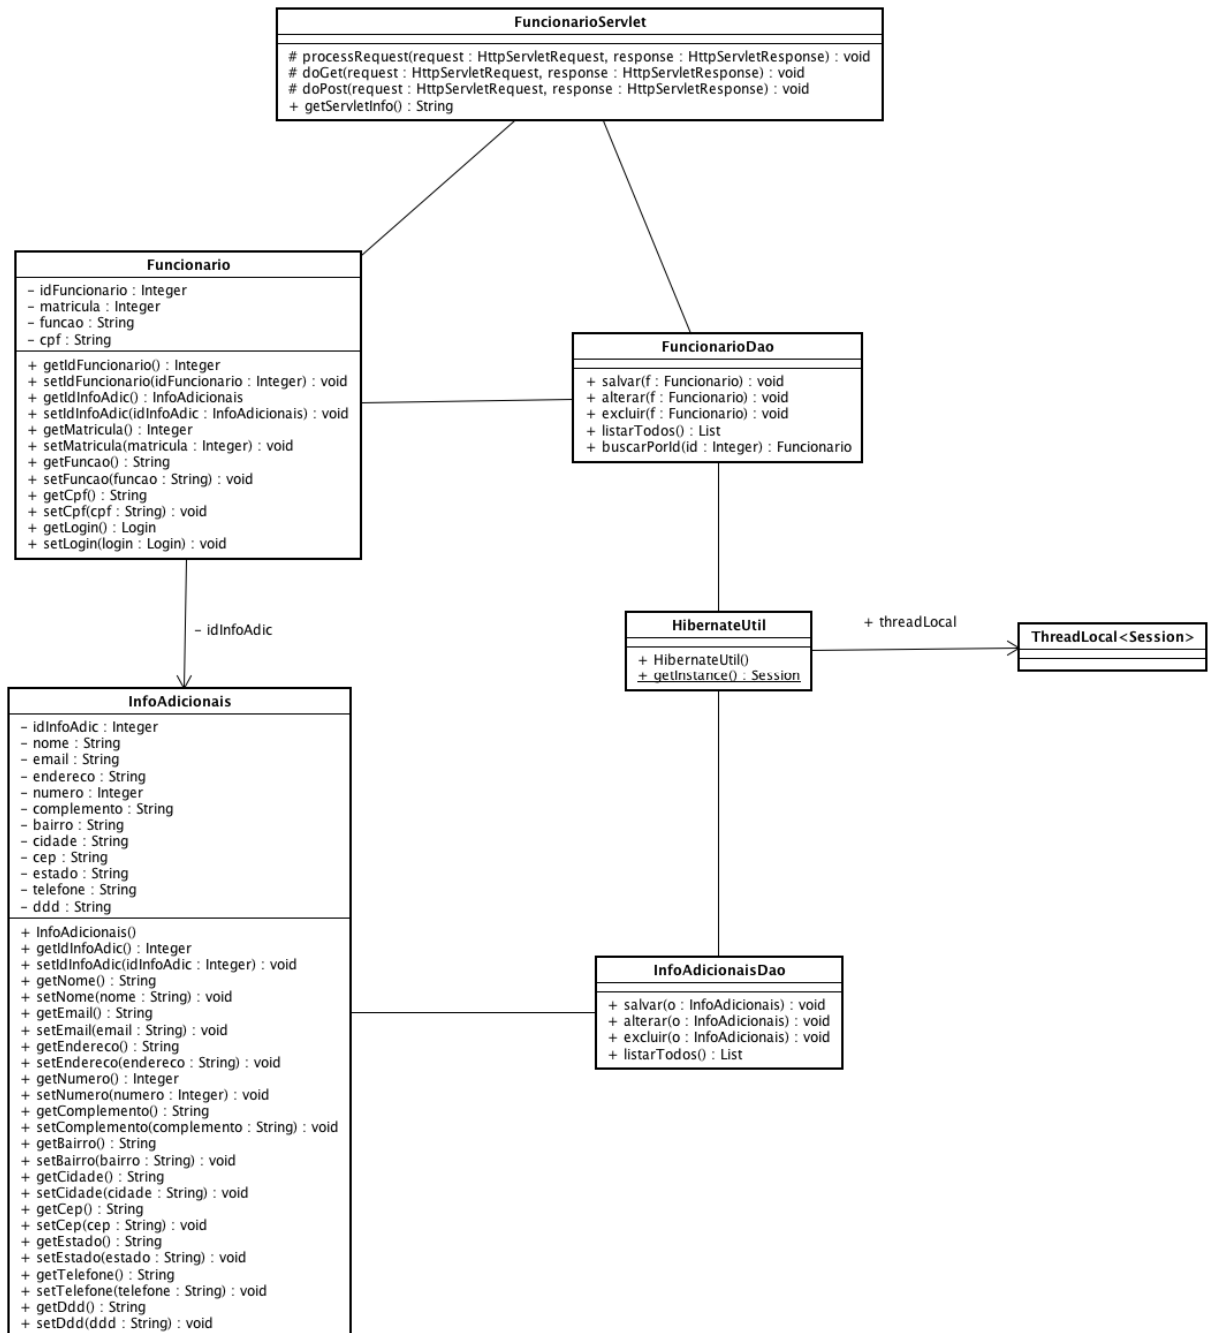 FuncionarioServlet
# processRequest(request : HttpServletRequest, response : HttpServletResponse) : void
# doGet(request : HttpServletRequest, response : HttpServletResponse) : void
# doPost(request : HttpServletRequest, response : HttpServletResponse) : void
+ getServletInfo() : String
Funcionario
- idFuncionario : Integer
- matricula : Integer
- funcao : String
- cpf : String
+ getIdFuncionario() : Integer
+ setIdFuncionario(idFuncionario : Integer) : void
+ getIdInfoAdic() : InfoAdicionais
+ setIdInfoAdic(idInfoAdic : InfoAdicionais) : void
+ getMatricula() : Integer
+ setMatricula(matricula : Integer) : void
+ getFuncao() : String
+ setFuncao(funcao : String) : void
+ getCpf() : String
+ setCpf(cpf : String) : void
+ getLogin() : Login
+ setLogin(login : Login) : void
FuncionarioDao
+ salvar(f : Funcionario) : void
+ alterar(f : Funcionario) : void
+ excluir(f : Funcionario) : void
+ listarTodos() : List
+ buscarPorId(id : Integer) : Funcionario
- idInfoAdic
HibernateUtil
+ HibernateUtil()
+ getInstance() : Session
+ threadLocal
ThreadLocal<Session>
InfoAdicionais
- idInfoAdic : Integer
- nome : String
- email : String
- endereco : String
- numero : Integer
- complemento : String
- bairro : String
- cidade : String
- cep : String
- estado : String
- telefone : String
- ddd : String
+ InfoAdicionais()
+ getIdInfoAdic() : Integer
+ setIdInfoAdic(idInfoAdic : Integer) : void
+ getNome() : String
+ setNome(nome : String) : void
+ getEmail() : String
+ setEmail(email : String) : void
+ getEndereco() : String
+ setEndereco(endereco : String) : void
+ getNumero() : Integer
+ setNumero(numero : Integer) : void
+ getComplemento() : String
+ setComplemento(complemento : String) : void
+ getBairro() : String
+ setBairro(bairro : String) : void
+ getCidade() : String
+ setCidade(cidade : String) : void
+ getCep() : String
+ setCep(cep : String) : void
+ getEstado() : String
+ setEstado(estado : String) : void
+ getTelefone() : String
+ setTelefone(telefone : String) : void
+ getDdd() : String
+ setDdd(ddd : String) : void
InfoAdicionaisDao
+ salvar(o : InfoAdicionais) : void
+ alterar(o : InfoAdicionais) : void
+ excluir(o : InfoAdicionais) : void
+ listarTodos() : List